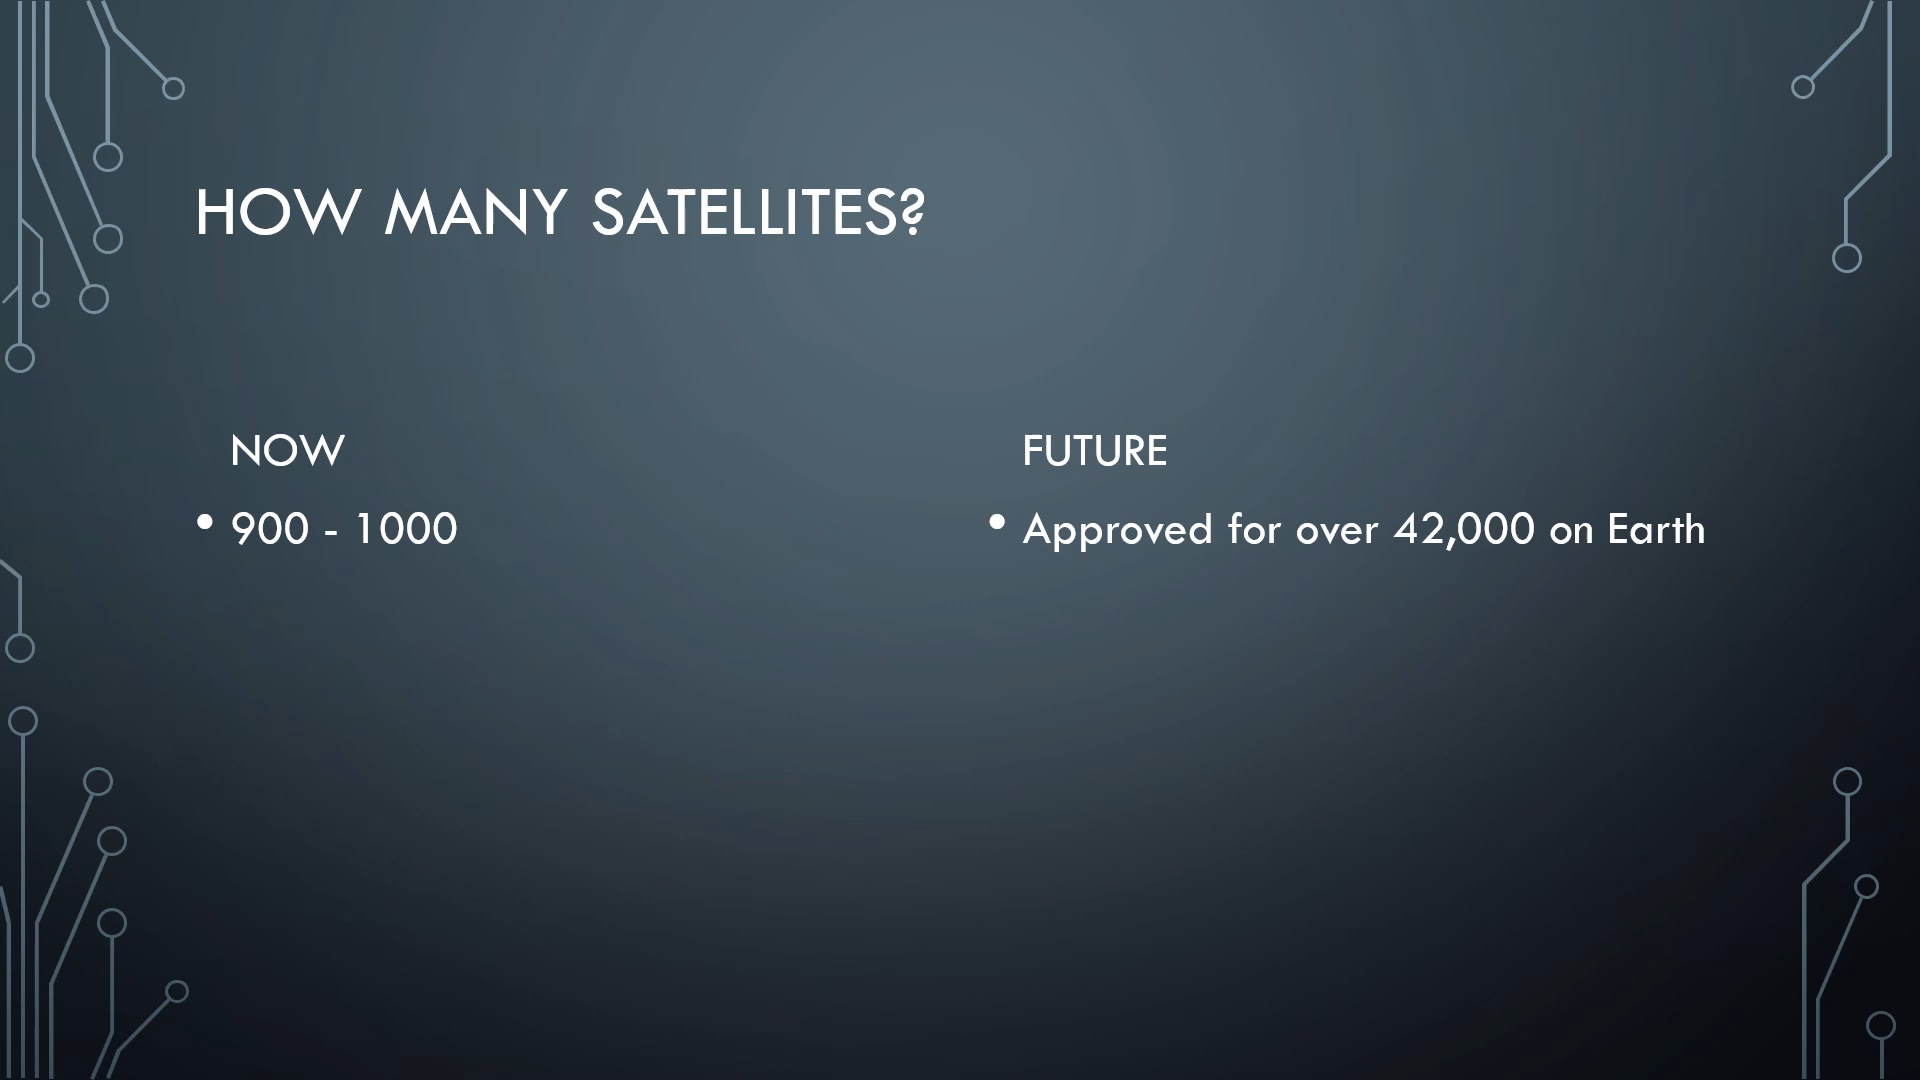 HOW MANY SATELLITES?
NOW
• 900 - 1000
FUTURE
• Approved for over 42,000 on Earth